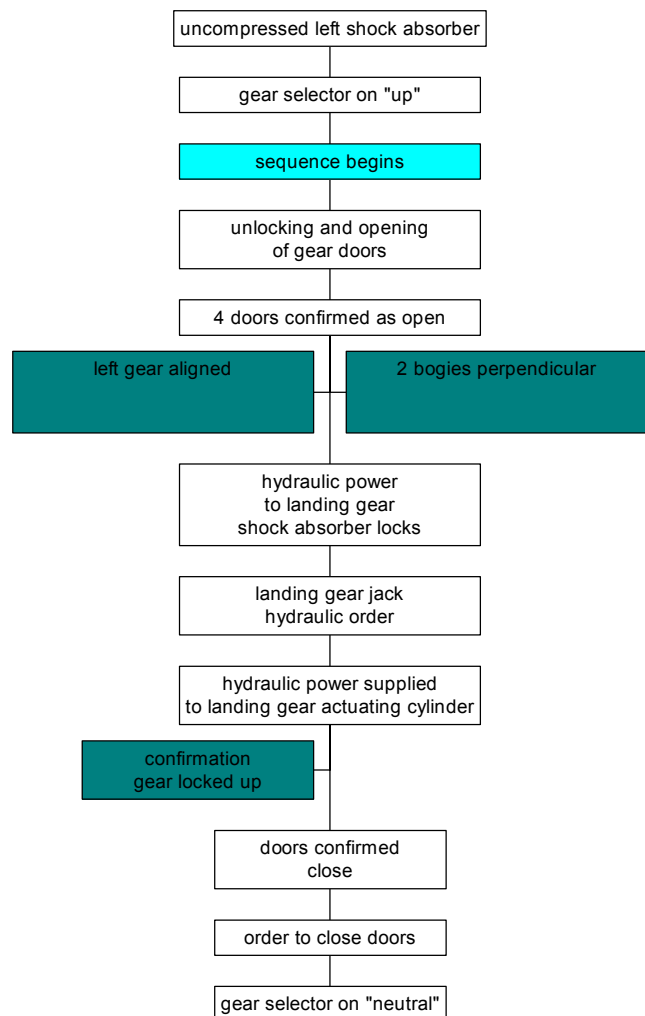 uncompressed left shock absorber
gear selector on "up"
sequence begins
unlocking and opening
of gear doors
4 doors confirmed as open
left gear aligned
2 bogies perpendicular
hydraulic power
to landing gear
shock absorber locks
landing gear jack
hydraulic order
hydraulic power supplied
to landing gear actuating cylinder
confirmation
gear locked up
doors confirmed
close
order to close doors
gear selector on "neutral"